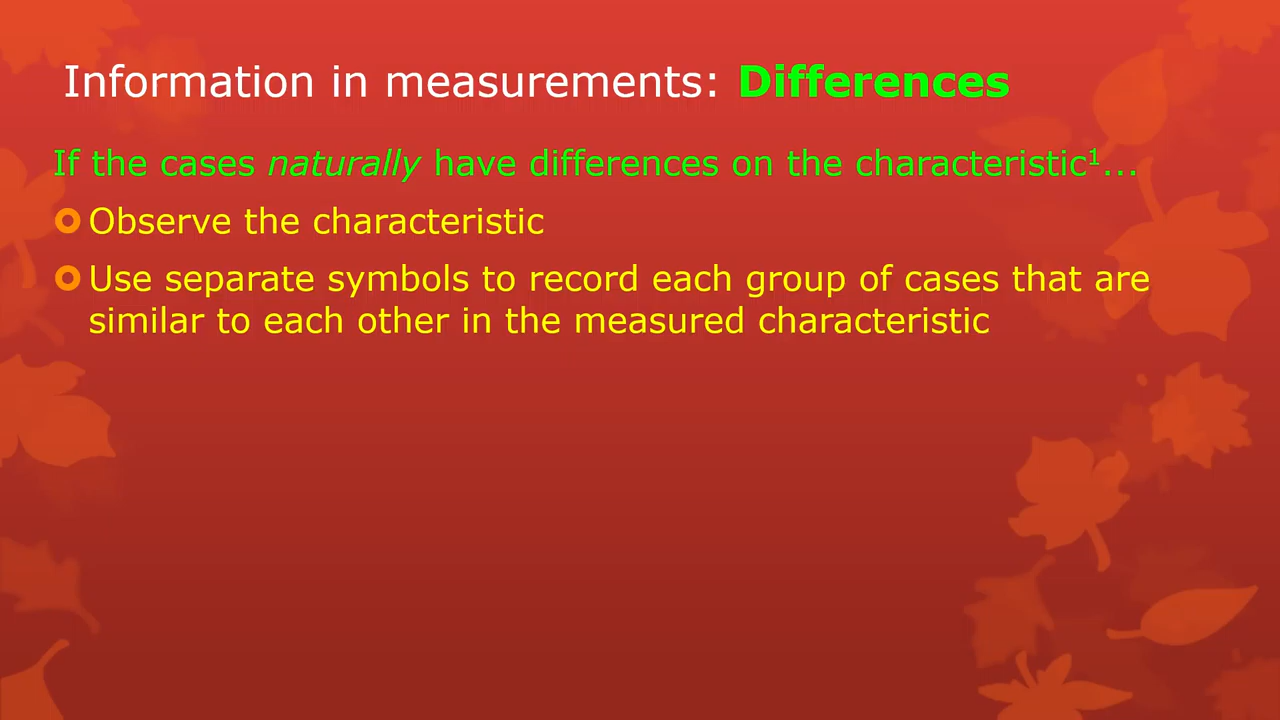 Information in measurements: Differences
If the cases naturally have differences on the characteristic¹...
Observe the characteristic
Use separate symbols to record each group of cases that are
similar to each other in the measured characteristic